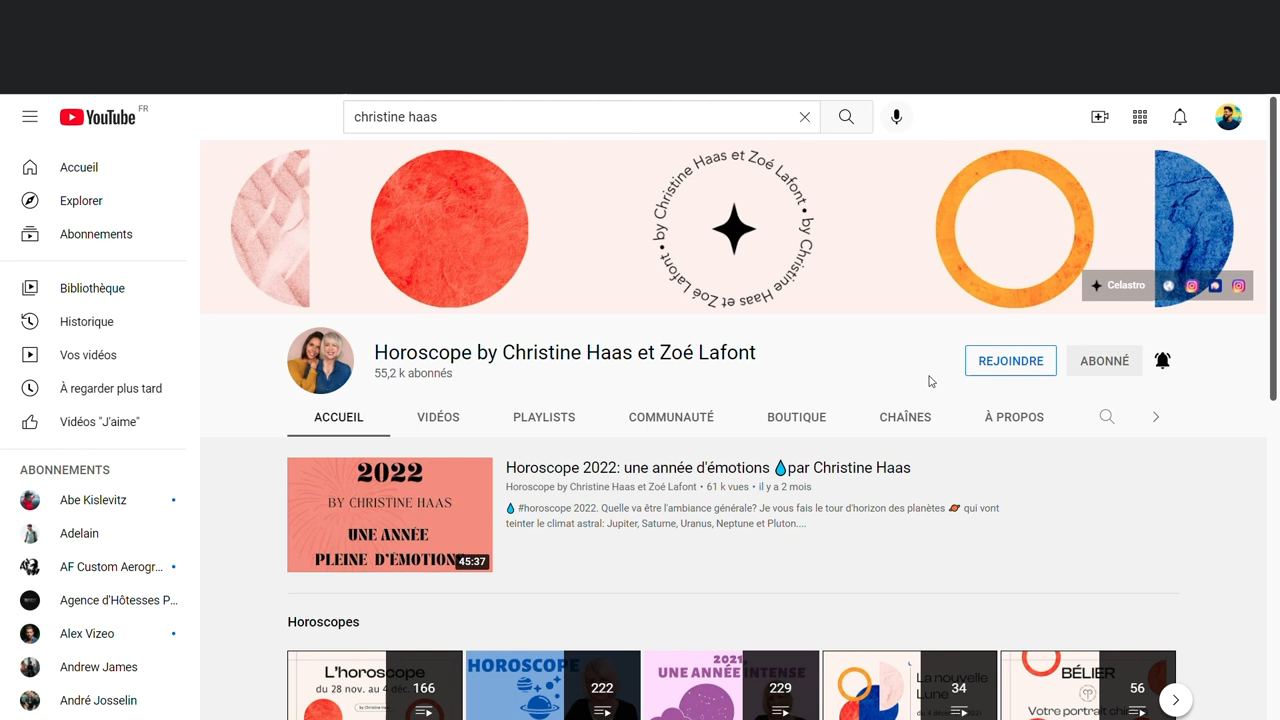 YouTube FR
christine haas
Accueil
Explorer
Abonnements
Bibliothèque
Historique
Vos vidéos
À regarder plus tard
Vidéos "J'aime"
ABONNEMENTS
Abe Kislevitz
Adelain
AF Custom Aerogr...
Agence d'Hôtesses P...
Alex Vizeo
Andrew James
André Josselin
by Christine Haas et Zoé Lafont • by Christine Haas et Zoé Lafont •
Celastro
Horoscope by Christine Haas et Zoé Lafont
55,2 k abonnés
REJOINDRE
ABONNÉ
ACCUEIL
VIDÉOS
PLAYLISTS
COMMUNAUTÉ
BOUTIQUE
CHAÎNES
À PROPOS
2022
BY CHRISTINE HAAS
UNE ANNÉE
PLEINE D'ÉMOTION
45:37
Horoscope 2022: une année d'émotions 💧par Christine Haas
Horoscope by Christine Haas et Zoé Lafont • 61 k vues • il y a 2 mois
💧 #horoscope 2022. Quelle va être l'ambiance générale? Je vous fais le tour d'horizon des planètes 🪐 qui vont
teinter le climat astral: Jupiter, Saturne, Uranus, Neptune et Pluton....
Horoscopes
L'horoscope
du 28 nov. au 4 déc.
166
HOROSCOPE
222
2021,
UNE ANNÉE INTENSE
229
La nouvelle
Lune
34
BÉLIER
Votre portrait
56